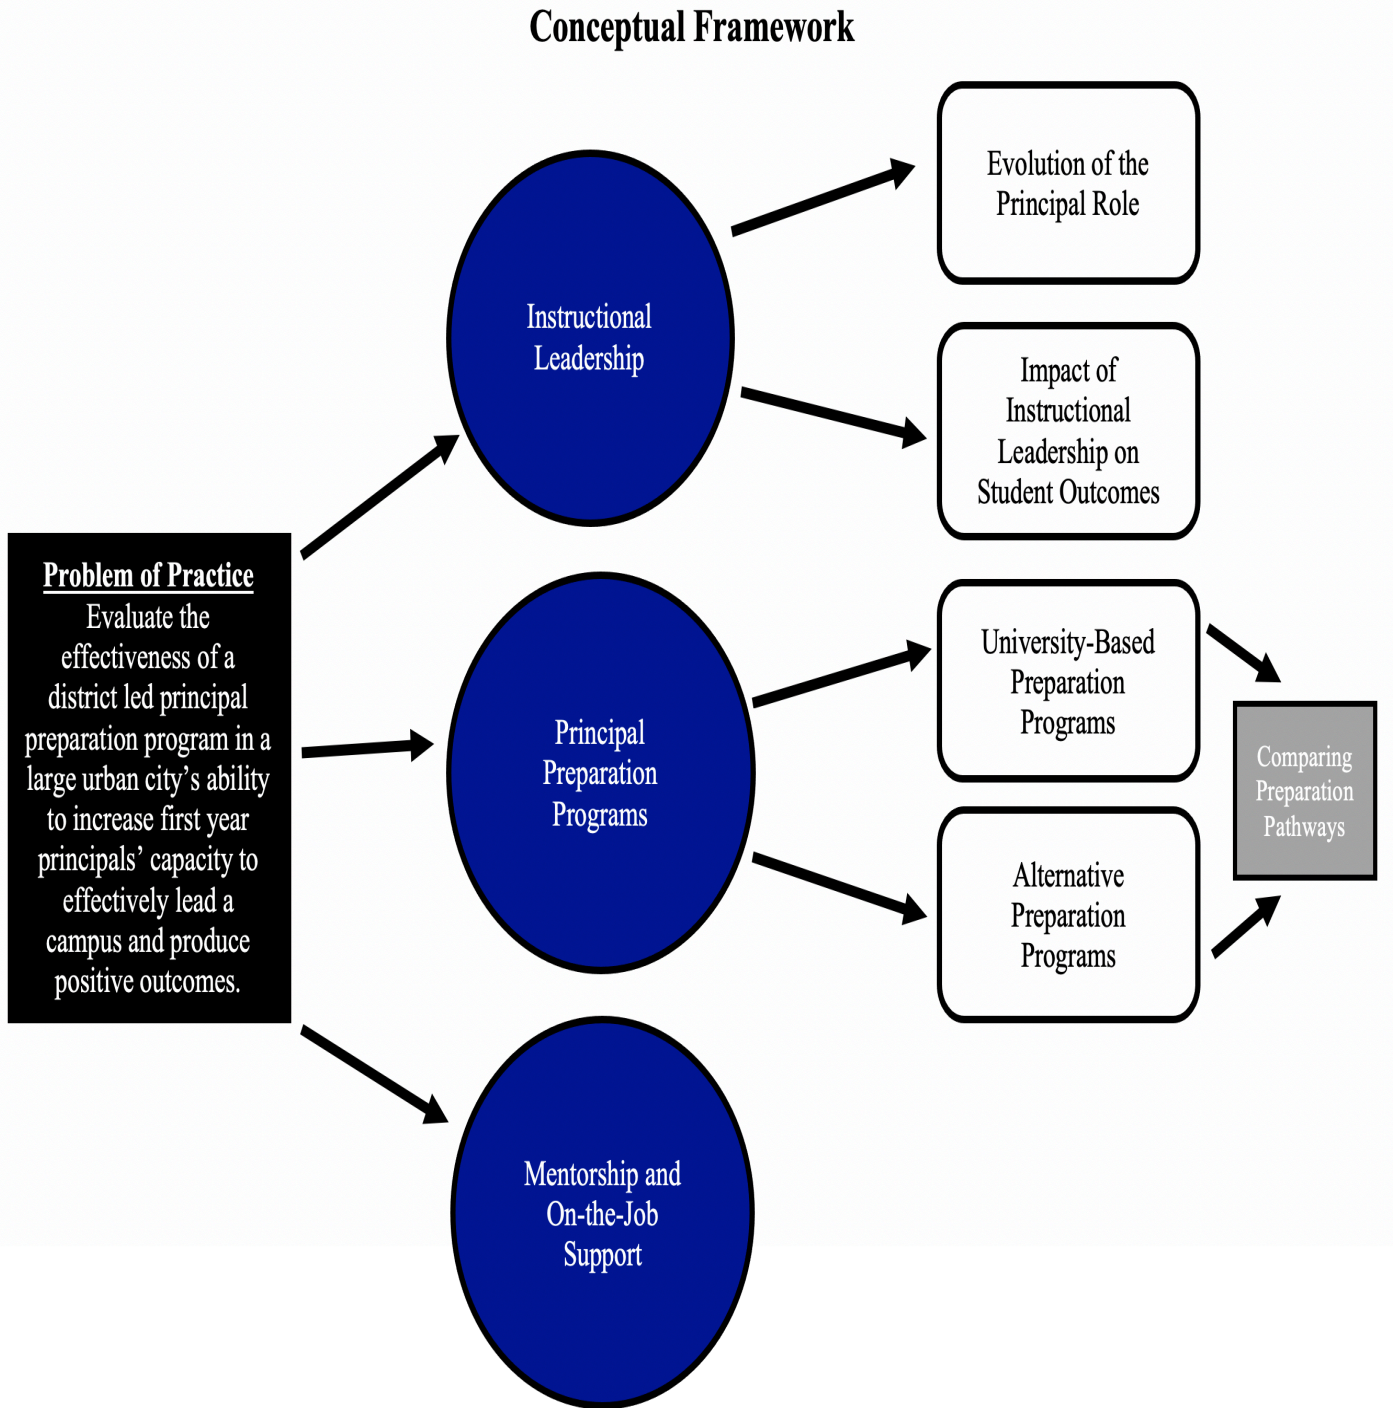 Conceptual Framework
Problem of Practice
Evaluate the
effectiveness of a
district led principal
preparation program in a
large urban city’s ability
to increase first year
principals’ capacity to
effectively lead a
campus and produce
positive outcomes.
Instructional
Leadership
Evolution of the
Principal Role
Impact of
Instructional
Leadership on
Student Outcomes
Principal
Preparation
Programs
University-Based
Preparation
Programs
Alternative
Preparation
Programs
Comparing
Preparation
Pathways
Mentorship and
On-the-Job
Support